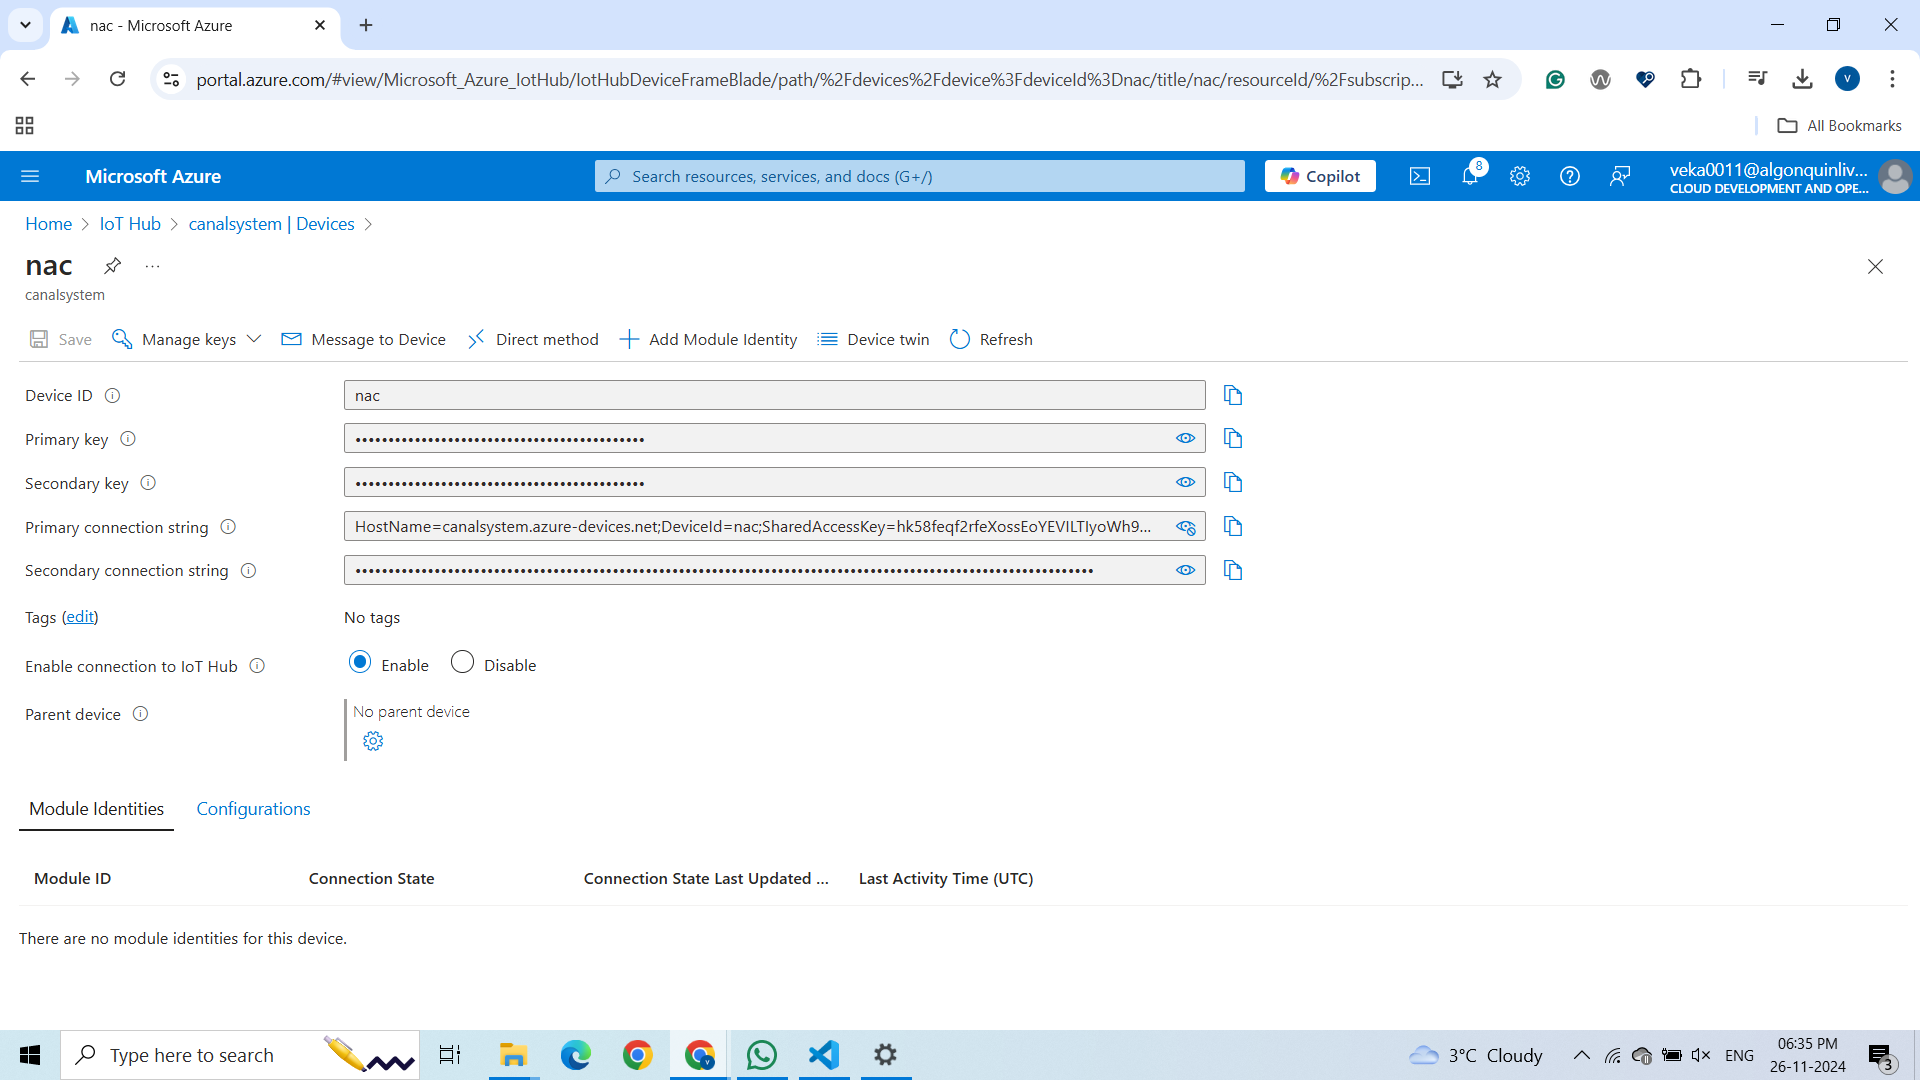 nac - Microsoft Azure
portal.azure.com/#view/Microsoft_Azure_IotHub/IotHubDeviceFrameBlade/path/%2Fdevices%2Fdevice%3FdeviceId%3Dnac/title/nac/resourceId/%2Fsubscrip...
V
All Bookmarks
Microsoft Azure
Search resources, services, and docs (G+/)
Copilot
8
veka0011@algonquinliv...
CLOUD DEVELOPMENT AND OPE...
Home > IoT Hub > canalsystem | Devices >
nac
canalsystem
Save
Manage keys
Message to Device
Direct method
Add Module Identity
Device twin
Refresh
Device ID
nac
Primary key
Secondary key
Primary connection string
HostName=canalsystem.azure-devices.net;DeviceId=nac;SharedAccessKey=hk58feqf2rfeXossEoYEVILTIyoWh9...
Secondary connection string
Tags (edit)
No tags
Enable connection to IoT Hub
Enable
Disable
Parent device
No parent device
Module Identities
Configurations
Module ID
Connection State
Connection State Last Updated ...
Last Activity Time (UTC)
There are no module identities for this device.
Type here to search
V
3°C Cloudy
ENG
06:35 PM
26-11-2024
3